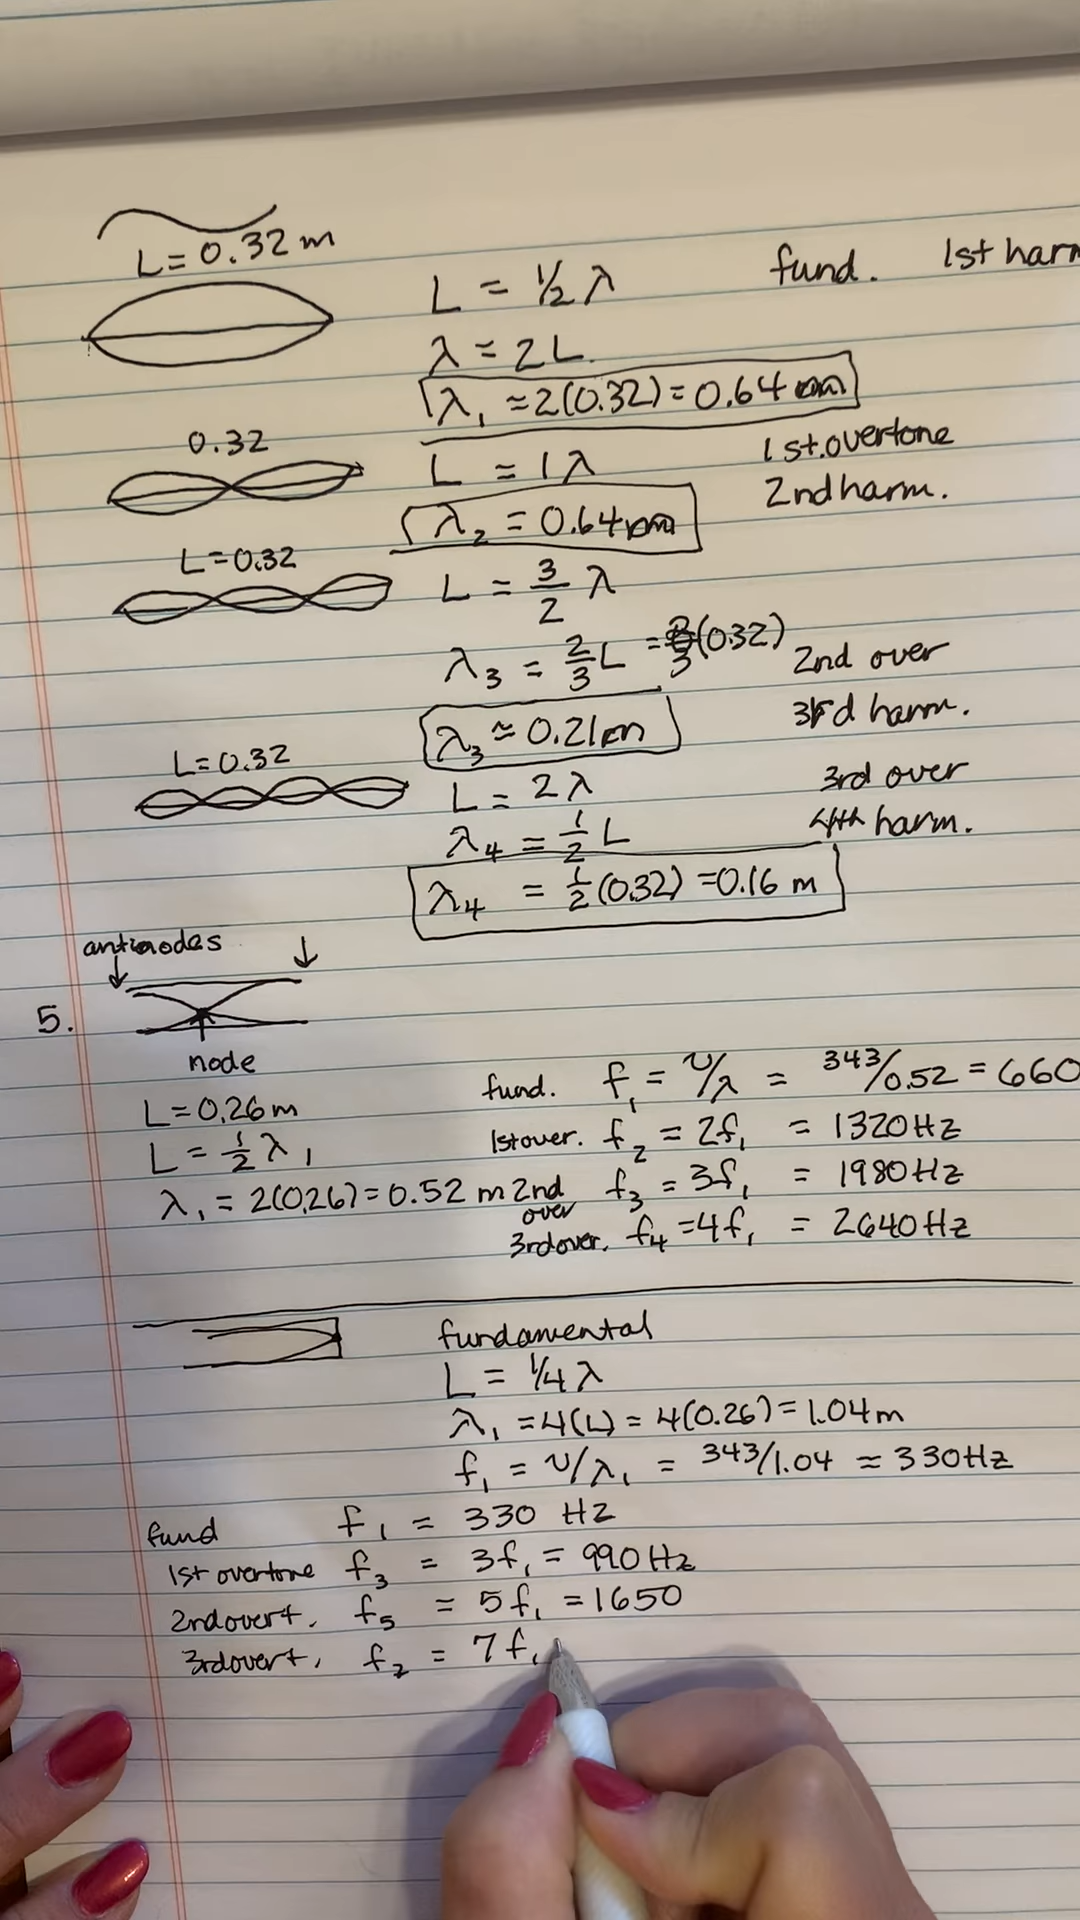 L = 0.32 m
L = ½ λ
fund. 1st harm
λ = 2L
λ₁ ≈ 2(0.32) = 0.64 m
0.32
L = 1λ
1st. overtone
2nd harm.
λ₂ = 0.64 m
L = 0.32
L = 3/2 λ
λ₃ = 2/3 L = 2/3 (0.32)
2nd over
3rd harm.
λ₃ ≈ 0.21 m
L = 0.32
L = 2λ
3rd over
4th harm.
λ₄ = ½ L
λ₄ = ½ (0.32) = 0.16 m
antinodes
5.
node
fund. f₁ = v/λ = 343/0.52 = 660
L = 0.26 m
1st over. f₂ = 2f₁ = 1320 Hz
L = ½ λ₁
λ₁ = 2(0.26) = 0.52 m
2nd over f₃ = 3f₁ = 1980 Hz
3rd over. f₄ = 4f₁ = 2640 Hz
fundamental
L = ¼ λ
λ₁ = 4(L) = 4(0.26) = 1.04 m
f₁ = v/λ₁ = 343/1.04 ≈ 330 Hz
fund f₁ = 330 Hz
1st overtone f₃ = 3f₁ = 990 Hz
2nd overt. f₅ = 5f₁ = 1650
3rd overt. f₇ = 7f₁